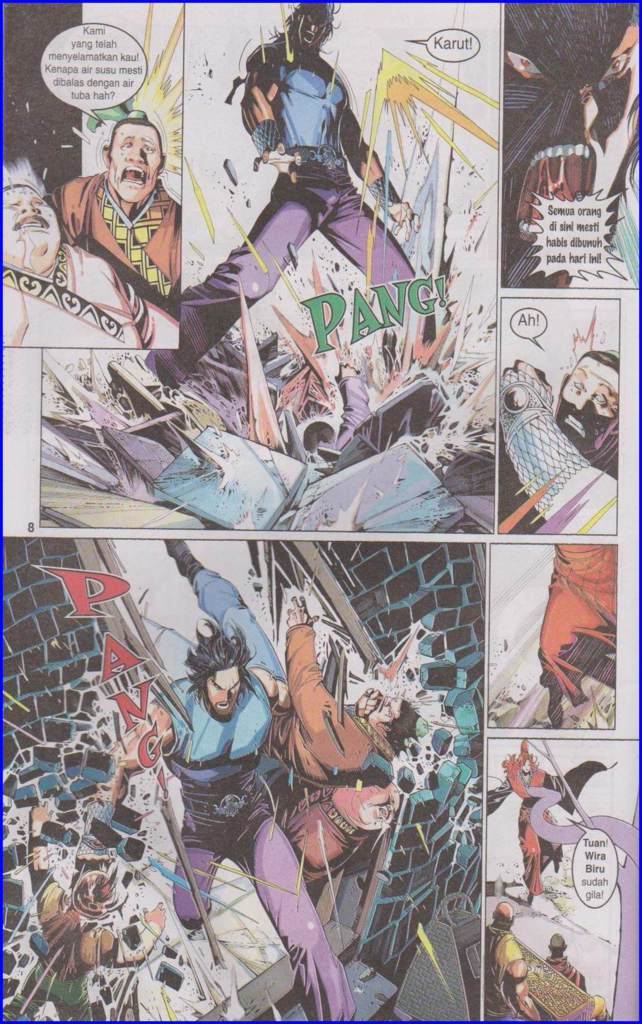 Kami
yang telah
menyelamatkan kau!
Kenapa air susu mesti
dibalas dengan air
tuba hah?
Karut!
PANG!
Semua orang
di sini mesti
habis dibunuh
pada hari ini!
Ah!
8
PANG!
Tuan!
Wira
Biru
sudah
gila!